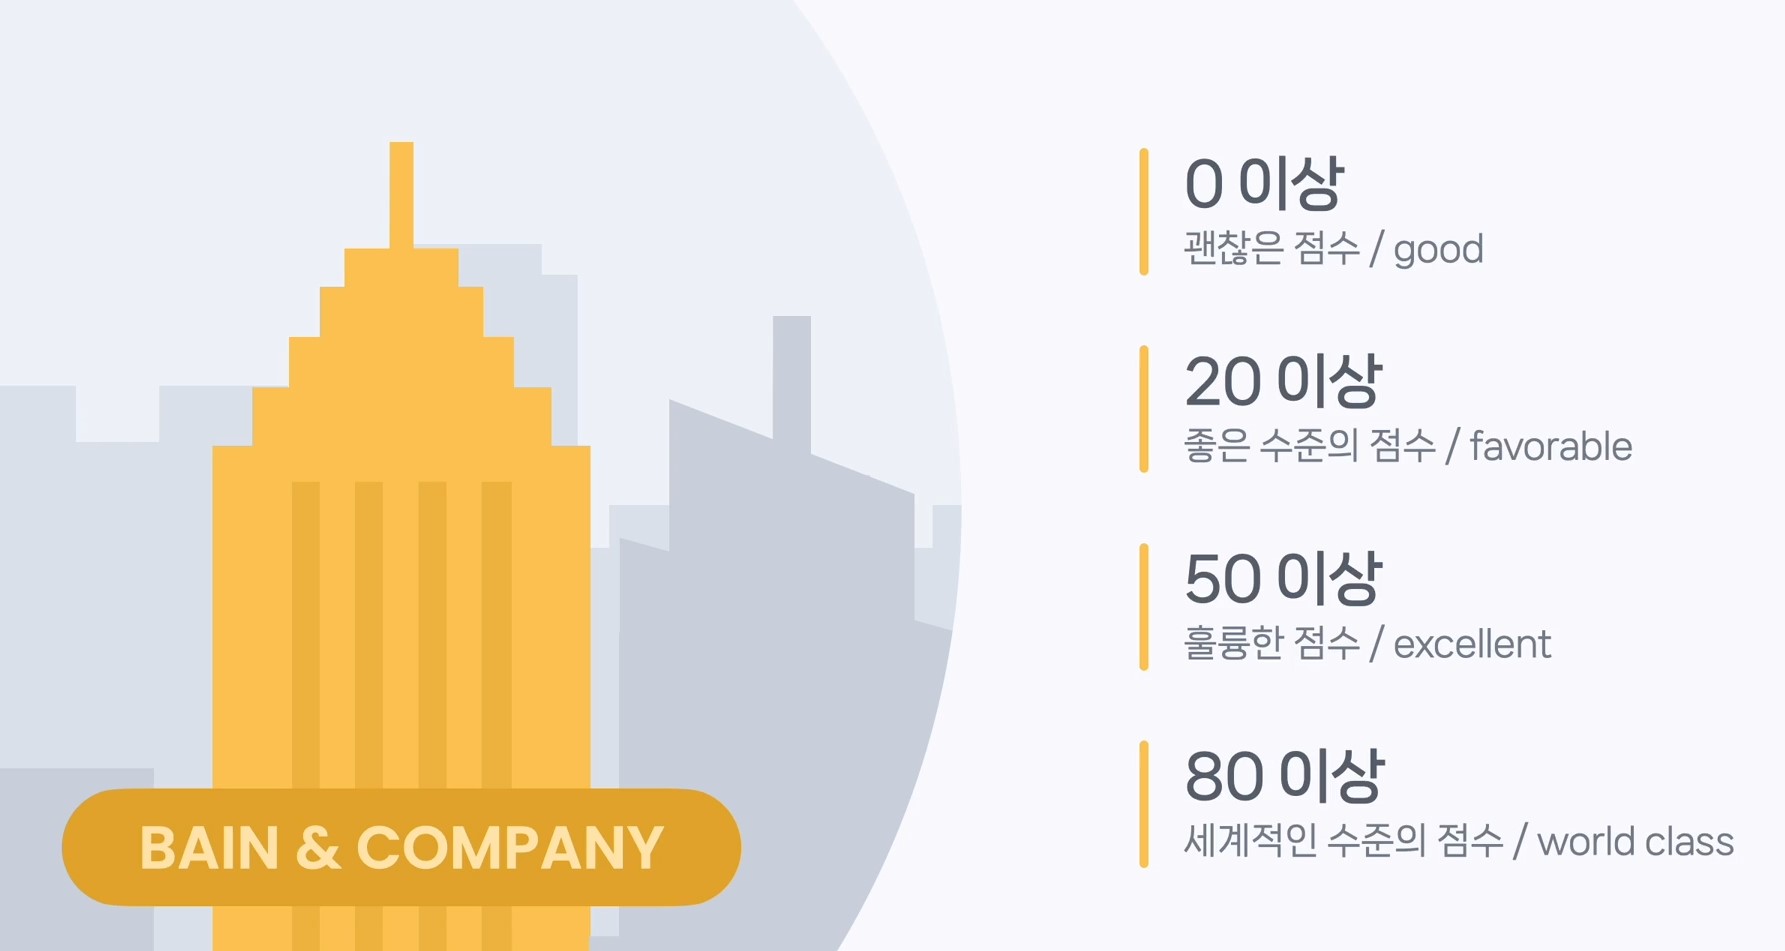 0 이상
괜찮은 점수 / good
20 이상
좋은 수준의 점수 / favorable
50 이상
훌륭한 점수 / excellent
80 이상
세계적인 수준의 점수 / world class
BAIN & COMPANY